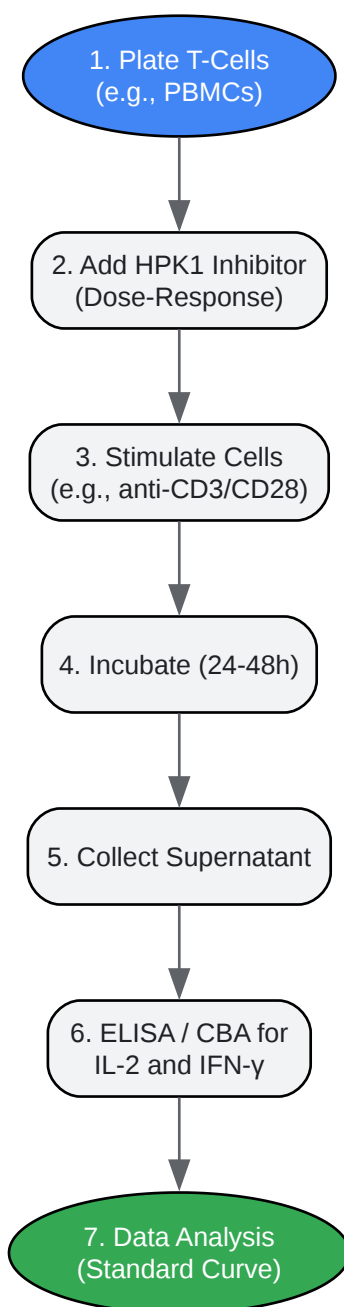 1. Plate T-Cells
(e.g., PBMCs)
2. Add HPK1 Inhibitor
(Dose-Response)
3. Stimulate Cells
(e.g., anti-CD3/CD28)
4. Incubate (24-48h)
5. Collect Supernatant
6. ELISA / CBA for
IL-2 and IFN-γ
7. Data Analysis
(Standard Curve)